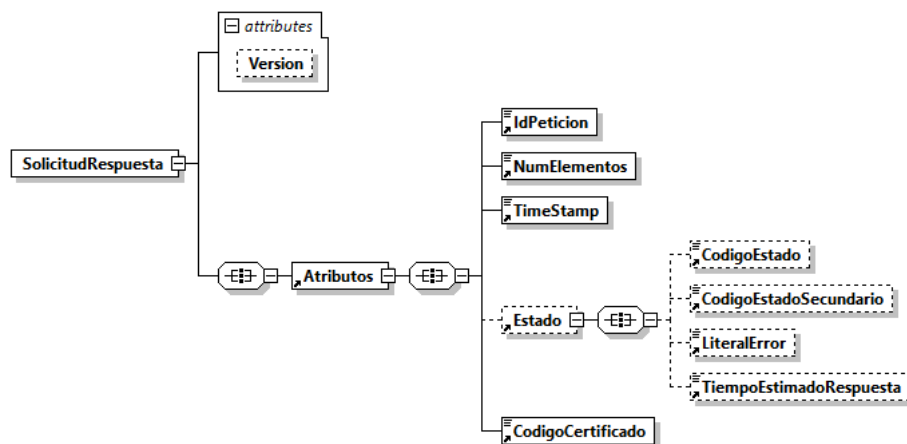 attributes
Version
SolicitudRespuesta
Atributos
IdPeticion
NumElementos
TimeStamp
Estado
CodigoEstado
CodigoEstadoSecundario
LiteralError
TiempoEstimadoRespuesta
CodigoCertificado